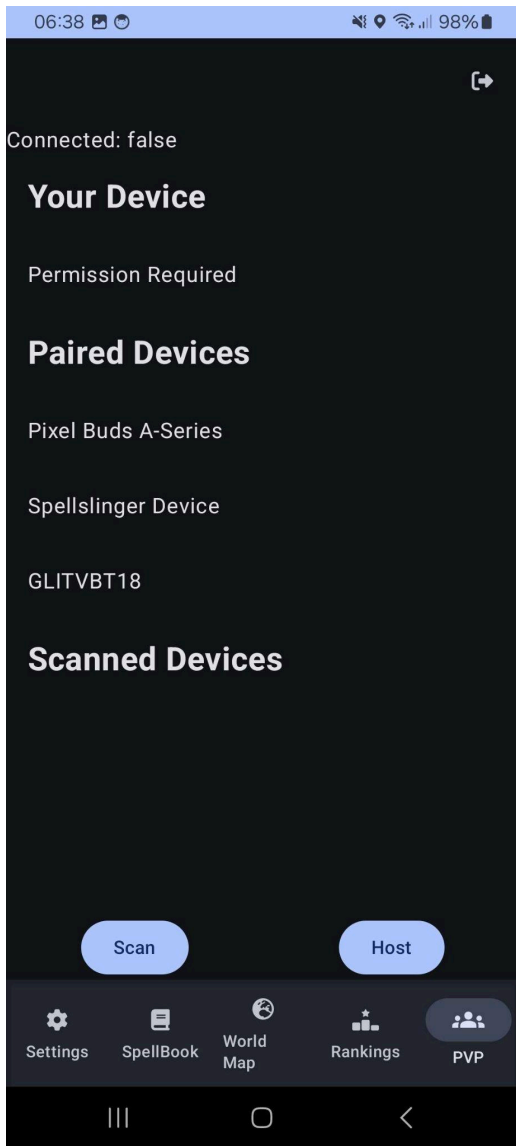 06:38
98%
Connected: false
Your Device
Permission Required
Paired Devices
Pixel Buds A-Series
Spellslinger Device
GLITVBT18
Scanned Devices
Scan
Host
Settings
SpellBook
World
Map
Rankings
PVP